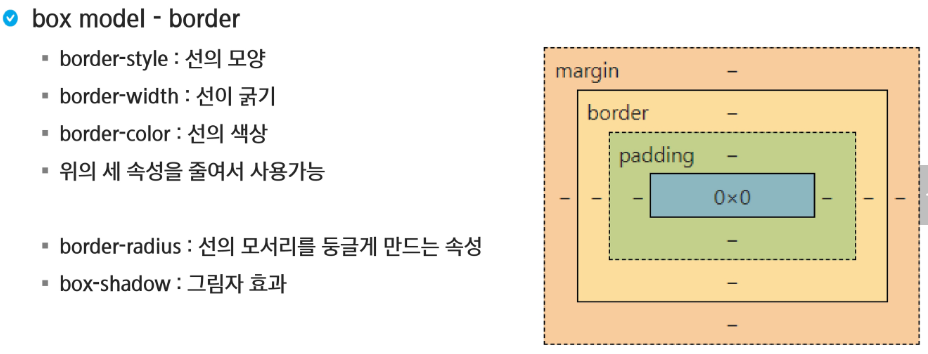 box model - border
border-style : 선의 모양
border-width : 선이 굵기
border-color : 선의 색상
위의 세 속성을 줄여서 사용가능
border-radius : 선의 모서리를 둥글게 만드는 속성
box-shadow : 그림자 효과
margin –
border –
padding –
– – – 0×0 – – –
–
–
–